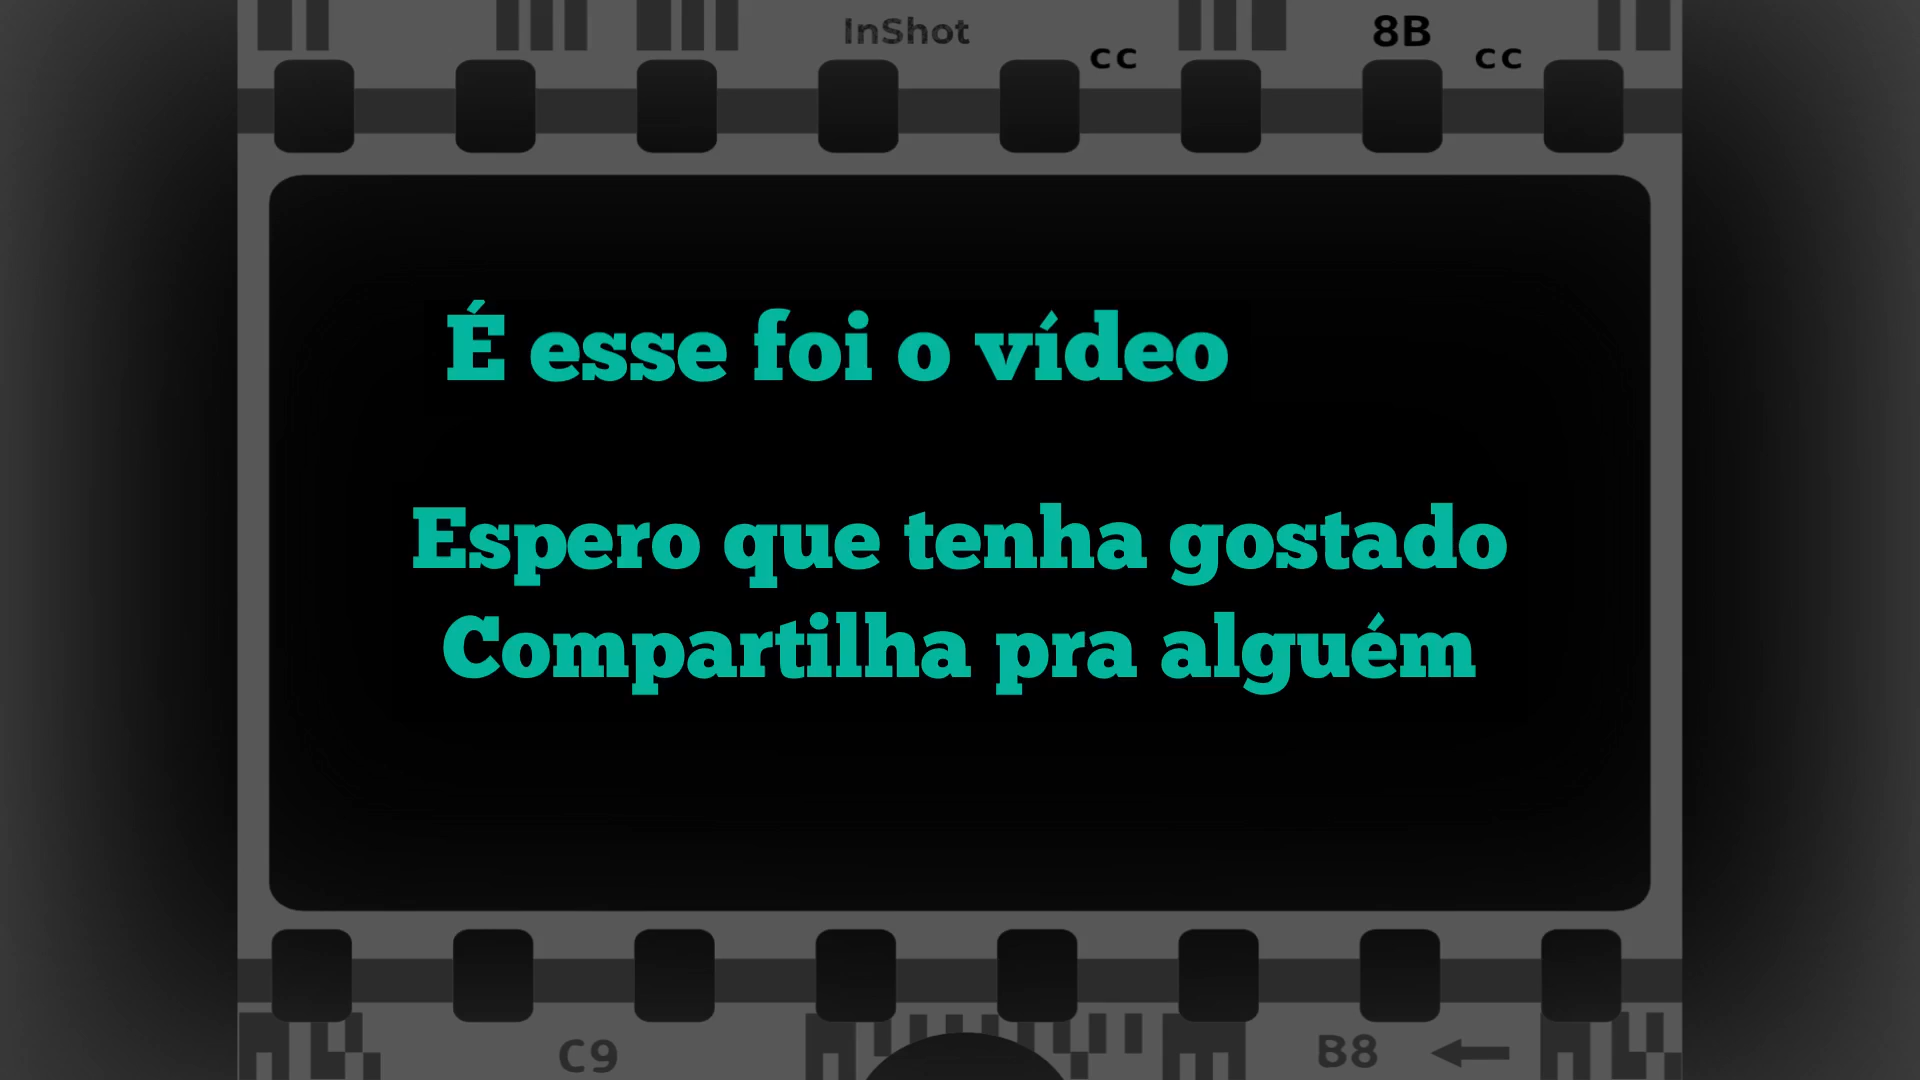 InShot
8B
cc
cc
É esse foi o vídeo
Espero que tenha gostado
Compartilha pra alguém
C9
B8